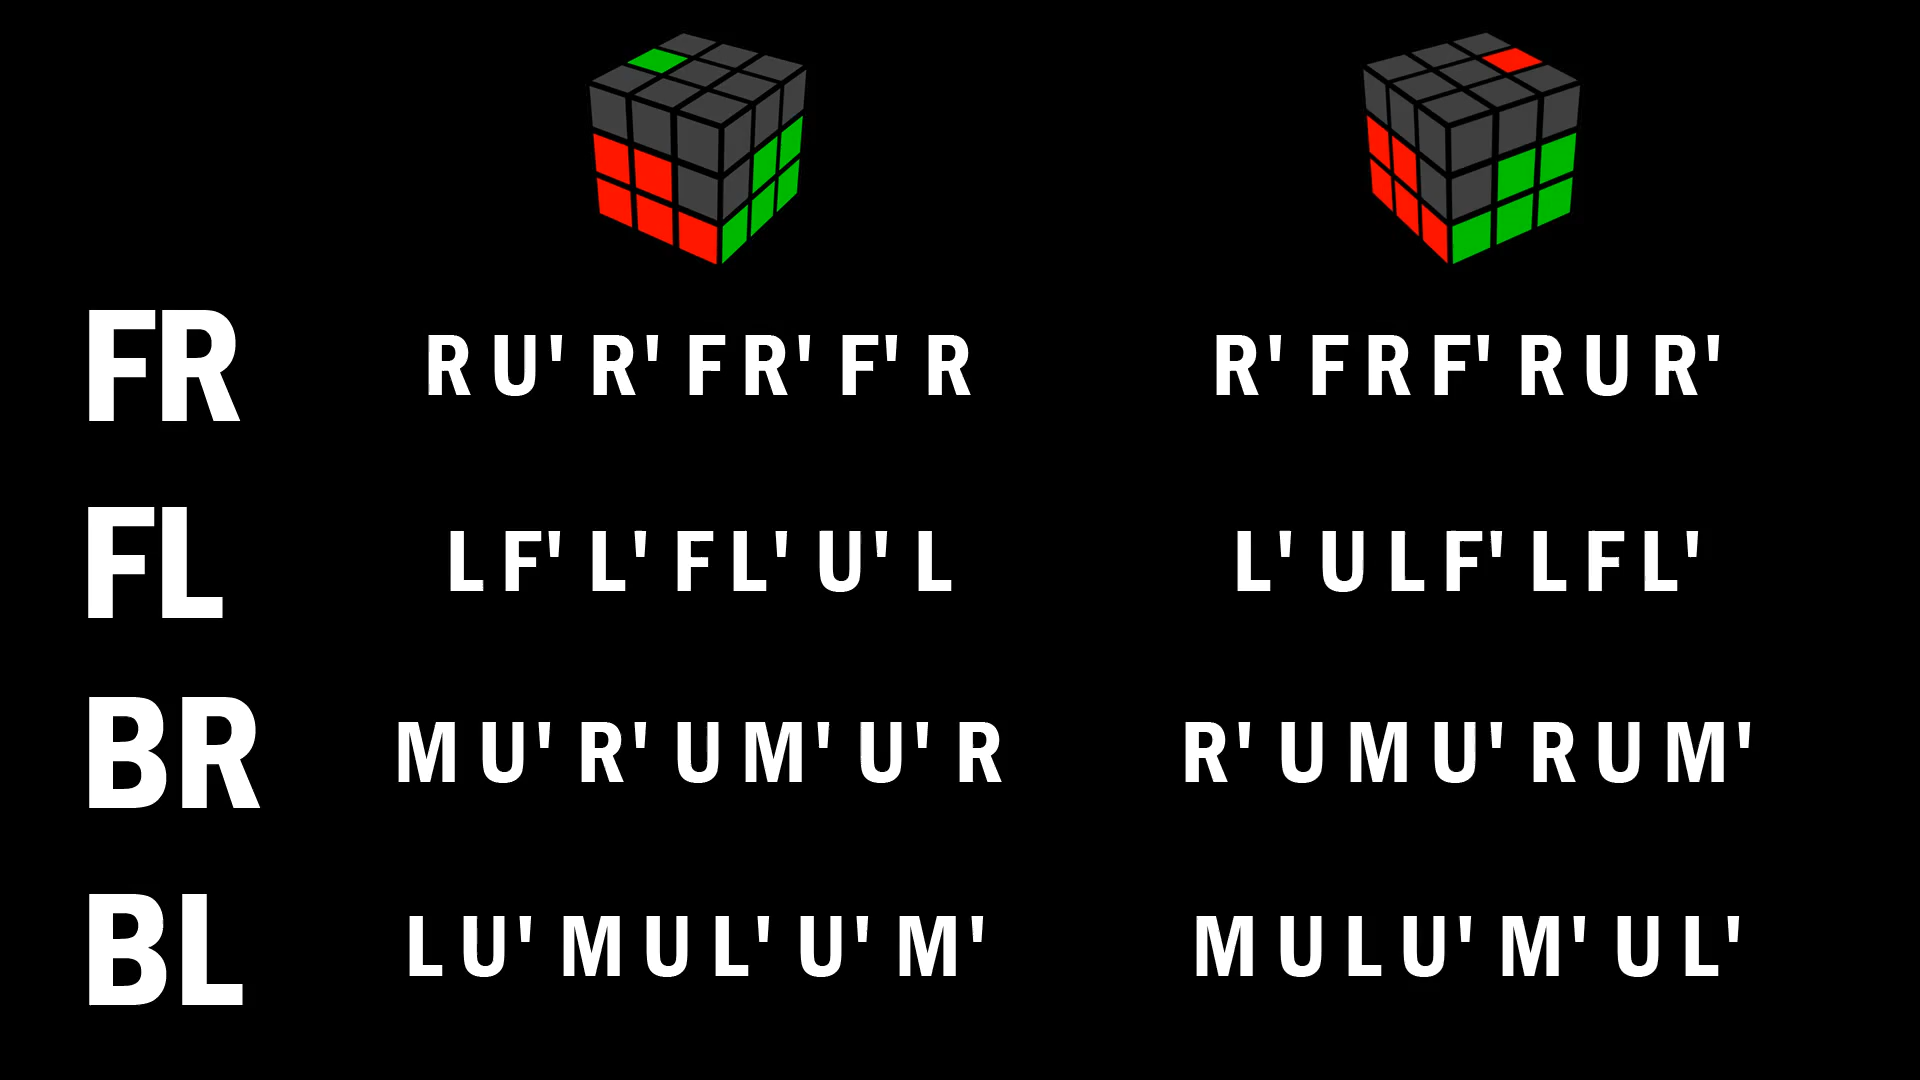 FR R U' R' F R' F' R R' F R F' R U R'
FL L F' L' F L' U' L L' U L F' L F L'
BR M U' R' U M' U' R R' U M U' R U M'
BL L U' M U L' U' M' M U L U' M' U L'